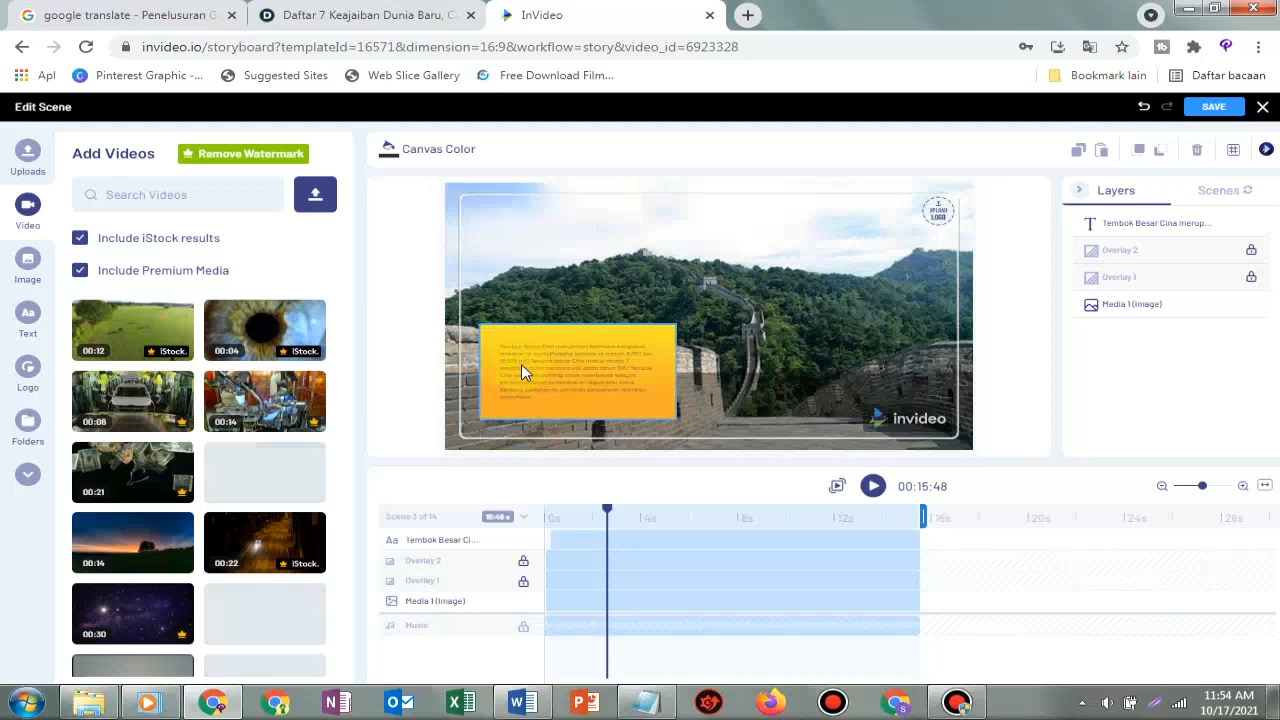 google translate - Penelusuran G
Daftar 7 Keajaiban Dunia Baru, C
InVideo
invideo.io/storyboard?templateId=16571&dimension=16:9&workflow=story&video_id=6923328
Apl
Pinterest Graphic -...
Suggested Sites
Web Slice Gallery
Free Download Film...
Bookmark lain
Daftar bacaan
Edit Scene
SAVE
Uploads
Video
Image
Text
Logo
Folders
Add Videos
Remove Watermark
Search Videos
Include iStock results
Include Premium Media
00:12
iStock.
00:04
iStock.
00:08
00:14
00:21
00:14
00:22
iStock.
00:30
Canvas Color
UPLOAD
LOGO
invideo
Layers
Scenes
Tembok Besar Cina merup...
Overlay 2
Overlay 1
Media 1 (Image)
00:15:48
Scene 3 of 14
15:48 s
0s
4s
8s
12s
16s
20s
24s
28s
Aa
Tembok Besar Ci...
Overlay 2
Overlay 1
Media 1 (Image)
Music
11:54 AM
10/17/2021